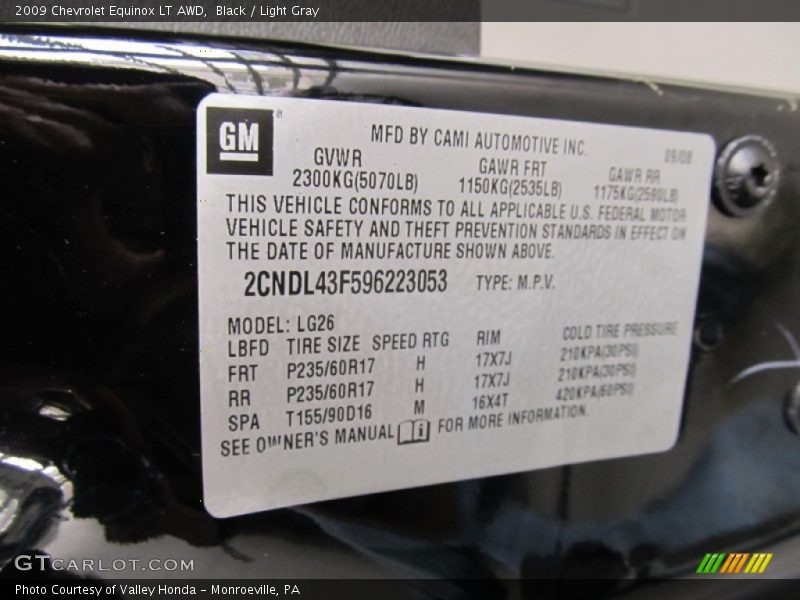 2009 Chevrolet Equinox LT AWD, Black / Light Gray
GM®
MFD BY CAMI AUTOMOTIVE INC. 09/08
GVWR GAWR FRT GAWR RR
2300KG(5070LB) 1150KG(2535LB) 1175KG(2590LB)
THIS VEHICLE CONFORMS TO ALL APPLICABLE U.S. FEDERAL MOTOR
VEHICLE SAFETY AND THEFT PREVENTION STANDARDS IN EFFECT ON
THE DATE OF MANUFACTURE SHOWN ABOVE.
2CNDL43F596223053 TYPE: M.P.V.
MODEL: LG26
LBFD TIRE SIZE SPEED RTG RIM COLD TIRE PRESSURE
FRT P235/60R17 H 17X7J 210KPA(30PSI)
RR P235/60R17 H 17X7J 210KPA(30PSI)
SPA T155/90D16 M 16X4T 420KPA(60PSI)
SEE OWNER'S MANUAL FOR MORE INFORMATION.
GTCARLOT.COM
Photo Courtesy of Valley Honda - Monroeville, PA